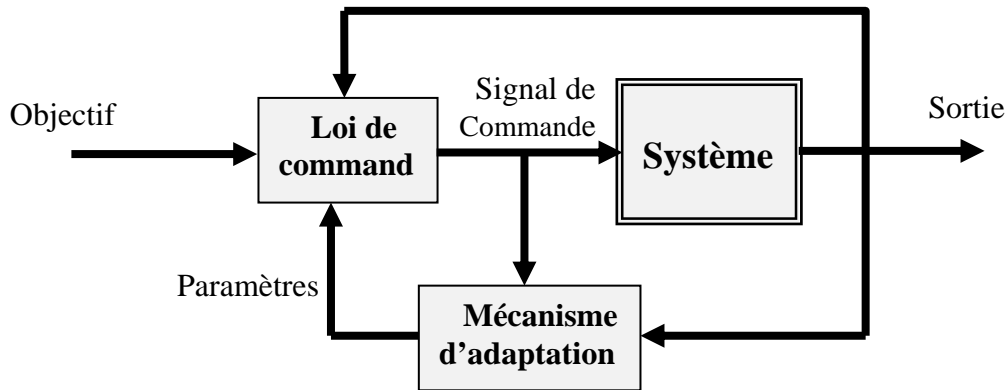 Objectif
Loi de
command
Signal de
Commande
Système
Sortie
Paramètres
Mécanisme
d'adaptation